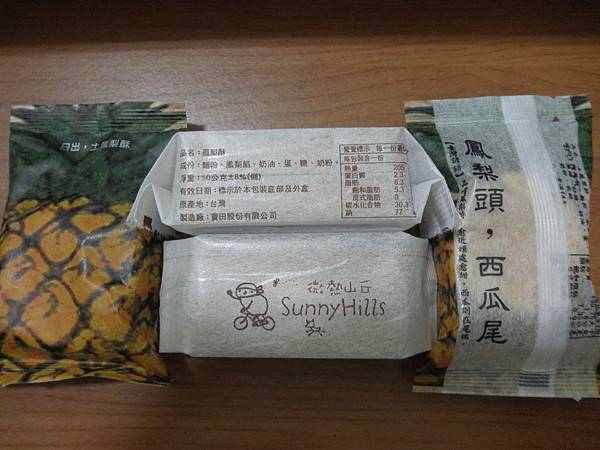 日出，土鳳梨酥
品名：鳳梨酥
成份：麵粉、鳳梨餡、奶油、蛋、糖、奶粉。
淨重：50公克±8%(個)
有效日期：標示於本包裝底部及外盒
原產地：台灣
製造廠：寶田股份有限公司
營養標示 每一份量
每包裝含一份
熱量 205
蛋白質 2.3
脂肪 8.3
飽和脂肪 5.3
反式脂肪 0
碳水化合物 30.3
鈉 77
微熱山丘
SunnyHills
鳳梨頭，西瓜尾